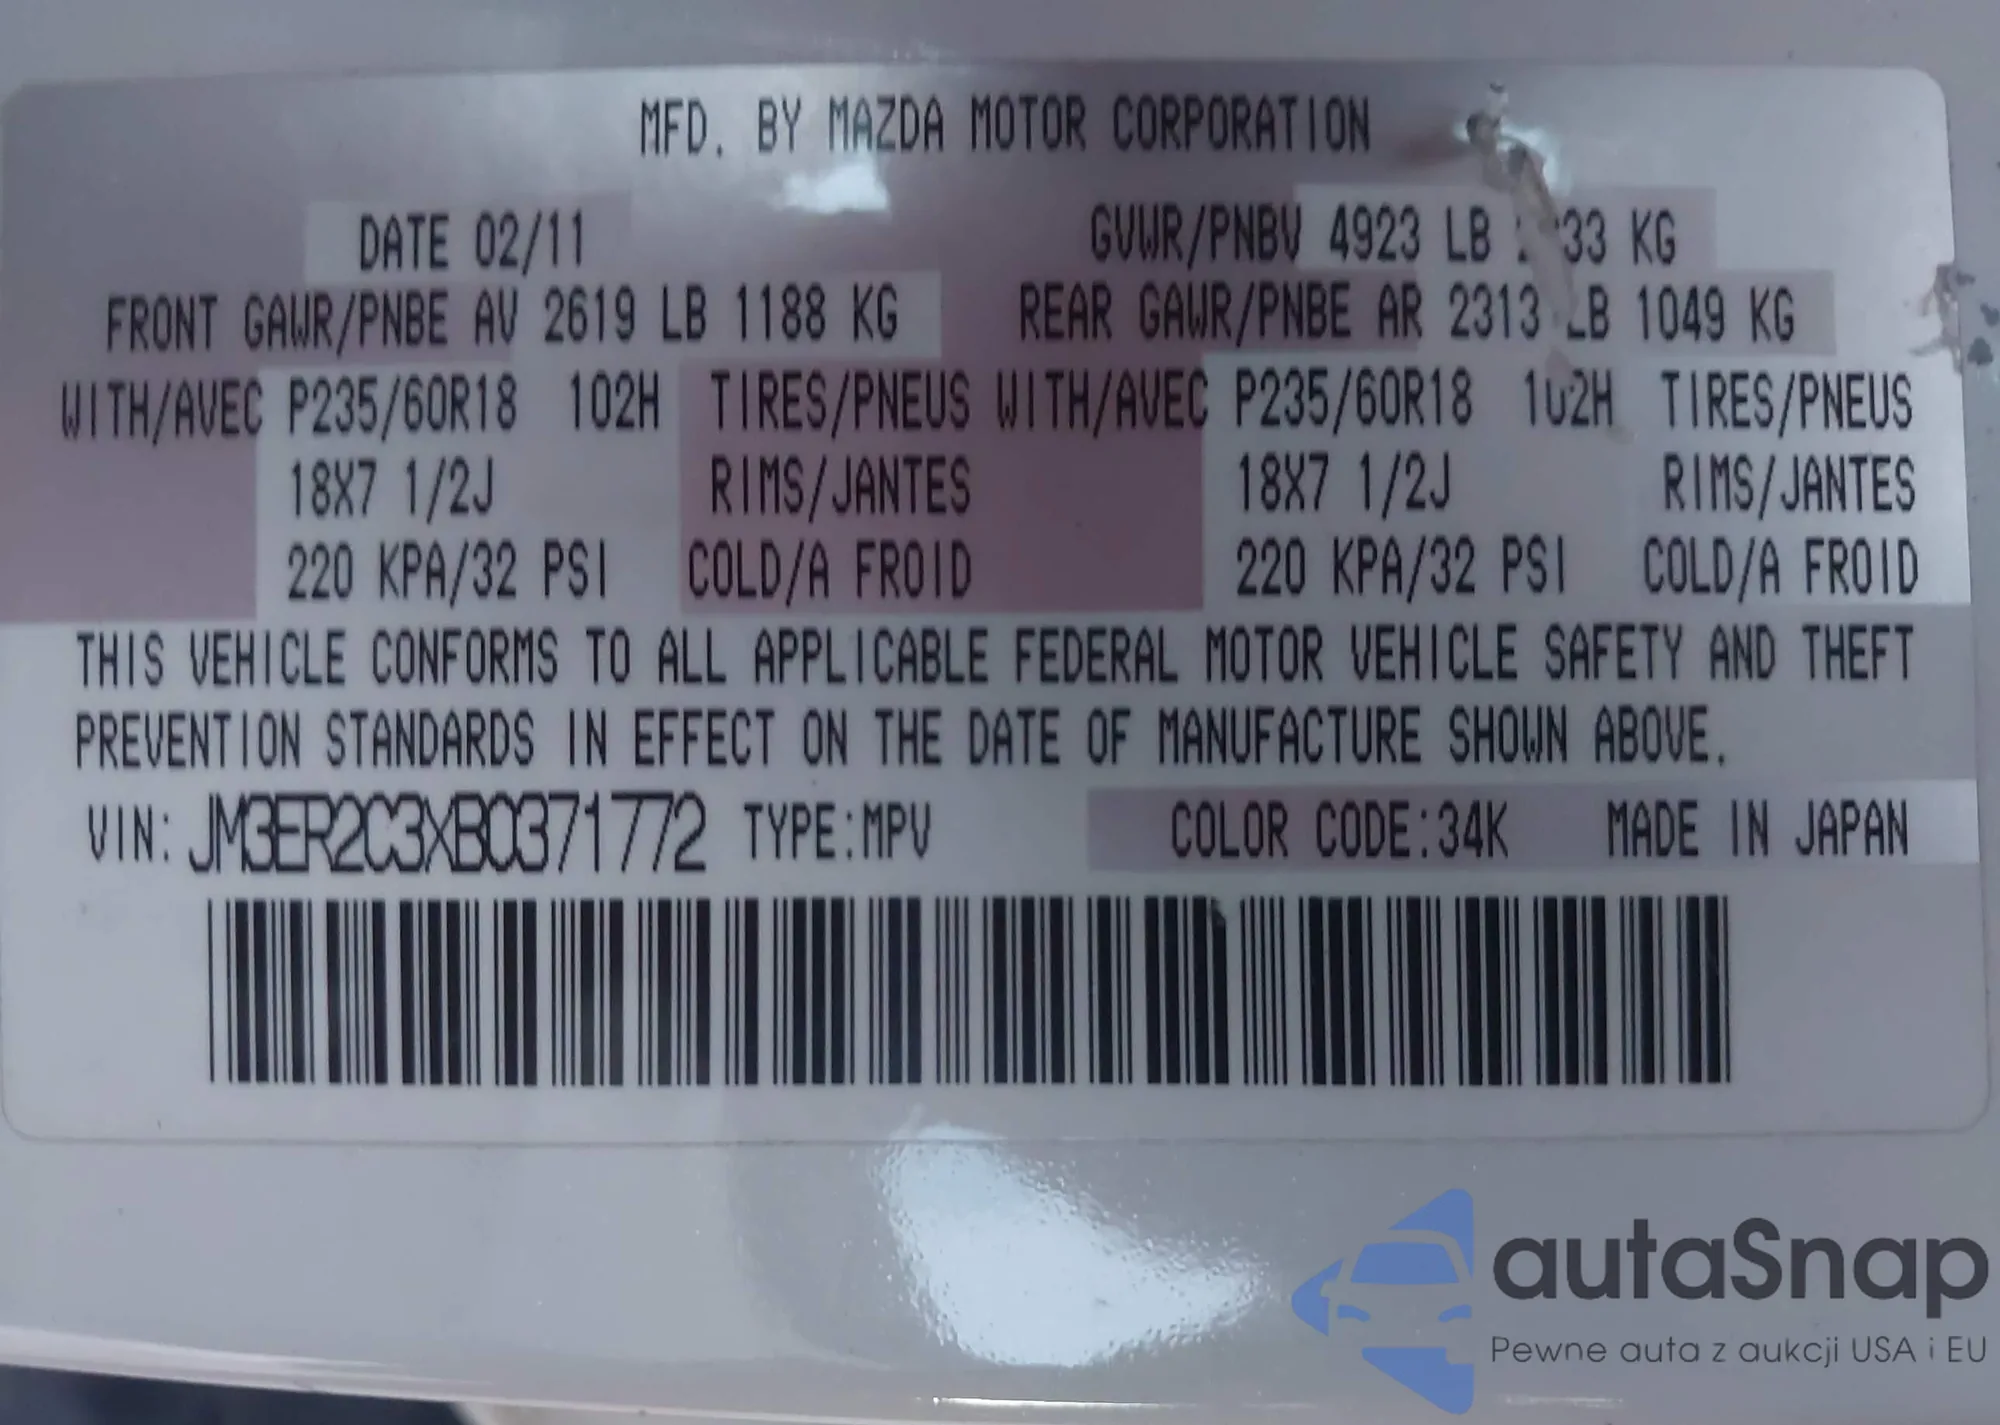 MFD. BY MAZDA MOTOR CORPORATION
DATE 02/11 GVWR/PNBV 4923 LB KG
FRONT GAWR/PNBE AV 2619 LB 1188 KG REAR GAWR/PNBE AR 2313 LB 1049 KG
WITH/AVEC P235/60R18 102H TIRES/PNEUS WITH/AVEC P235/60R18 102H TIRES/PNEUS
18X7 1/2J RIMS/JANTES 18X7 1/2J RIMS/JANTES
220 KPA/32 PSI COLD/A FROID 220 KPA/32 PSI COLD/A FROID
THIS VEHICLE CONFORMS TO ALL APPLICABLE FEDERAL MOTOR VEHICLE SAFETY AND THEFT
PREVENTION STANDARDS IN EFFECT ON THE DATE OF MANUFACTURE SHOWN ABOVE.
VIN: JM3ER2C3XB0371772 TYPE:MPV COLOR CODE:34K MADE IN JAPAN
autaSnap
Pewne auta z aukcji USA i EU